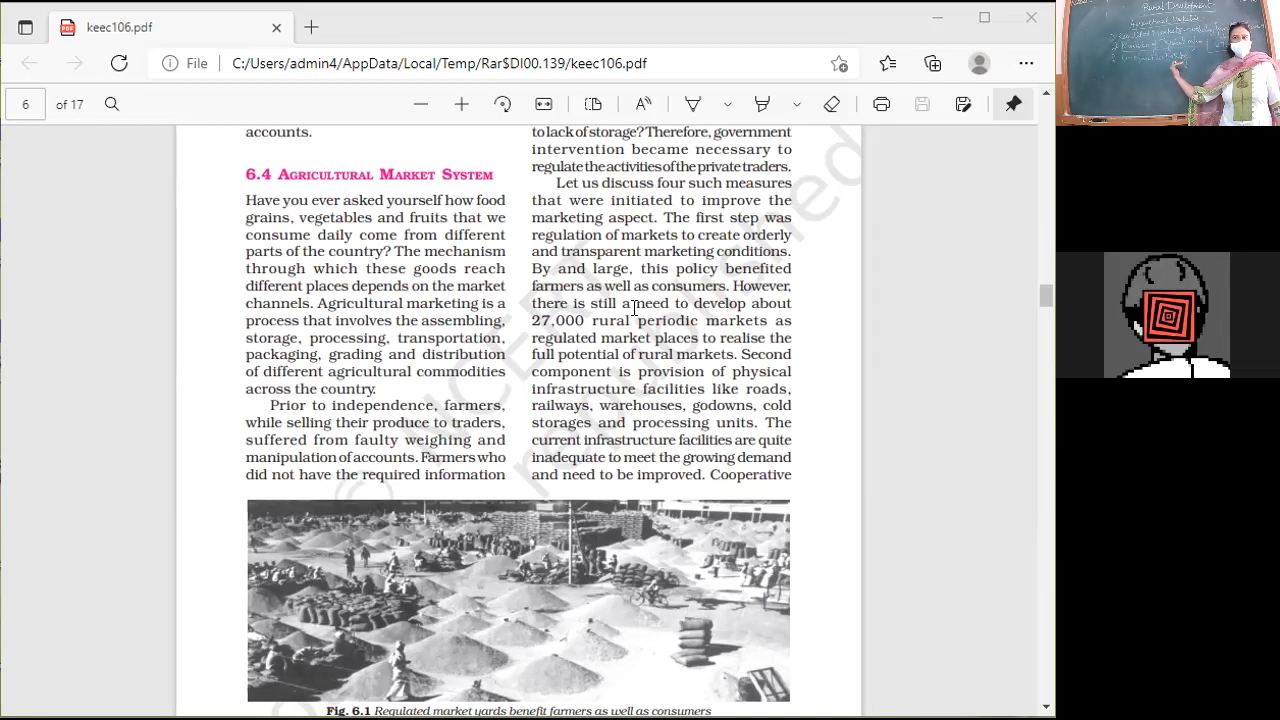 keec106.pdf
File
C:/Users/admin4/AppData/Local/Temp/Rar$DI00.139/keec106.pdf
6
of 17
accounts.
6.4 AGRICULTURAL MARKET SYSTEM
Have you ever asked yourself how food
grains, vegetables and fruits that we
consume daily come from different
parts of the country? The mechanism
through which these goods reach
different places depends on the market
channels. Agricultural marketing is a
process that involves the assembling,
storage, processing, transportation,
packaging, grading and distribution
of different agricultural commodities
across the country.
Prior to independence, farmers,
while selling their produce to traders,
suffered from faulty weighing and
manipulation of accounts. Farmers who
did not have the required information
to lack of storage? Therefore, government
intervention became necessary to
regulate the activities of the private traders.
Let us discuss four such measures
that were initiated to improve the
marketing aspect. The first step was
regulation of markets to create orderly
and transparent marketing conditions.
By and large, this policy benefited
farmers as well as consumers. However,
there is still a need to develop about
27,000 rural periodic markets as
regulated market places to realise the
full potential of rural markets. Second
component is provision of physical
infrastructure facilities like roads,
railways, warehouses, godowns, cold
storages and processing units. The
current infrastructure facilities are quite
inadequate to meet the growing demand
and need to be improved. Cooperative
Fig. 6.1 Regulated market yards benefit farmers as well as consumers
© NCERT
republished
Rural Development
Agricultural